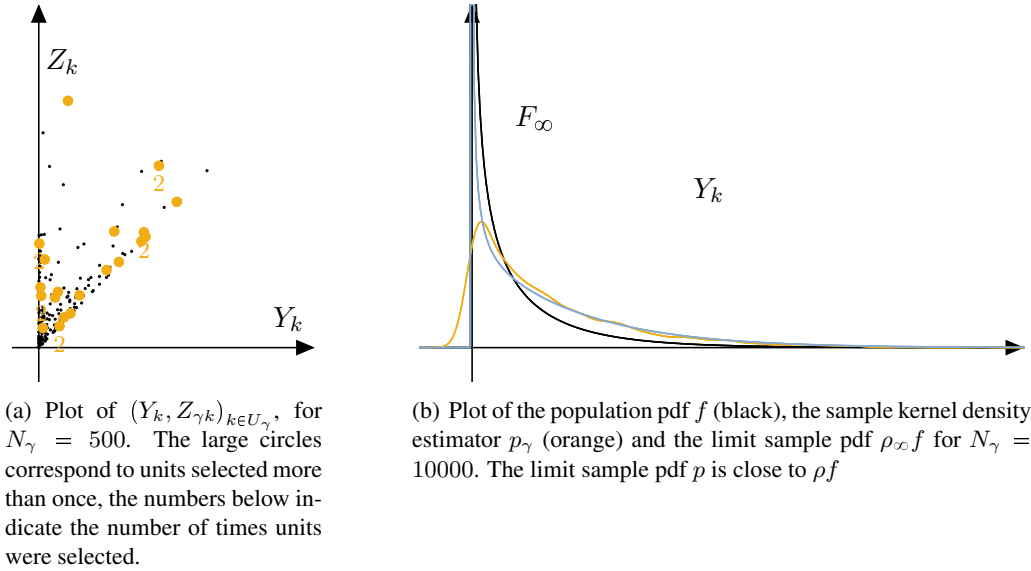 Z_k
2
2
2
2
Y_k
F_∞
Y_k
(a) Plot of (Y_k, Z_{γk})_{k∈U_γ}, for
N_γ = 500. The large circles
correspond to units selected more
than once, the numbers below in-
dicate the number of times units
were selected.
(b) Plot of the population pdf f (black), the sample kernel density
estimator p_γ (orange) and the limit sample pdf ρ_∞f for N_γ =
10000. The limit sample pdf p is close to ρf